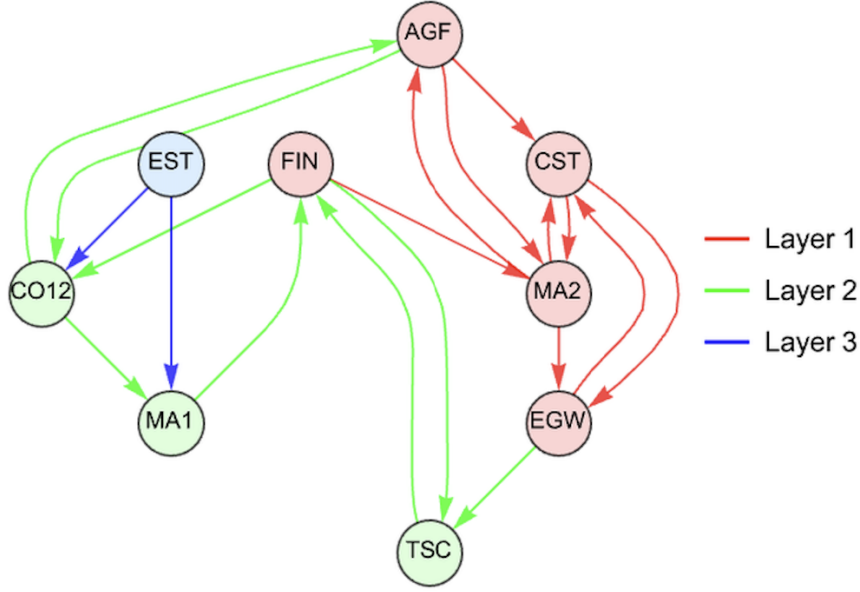 AGF
EST
FIN
CST
Layer 1
CO12
MA2
Layer 2
Layer 3
MA1
EGW
TSC